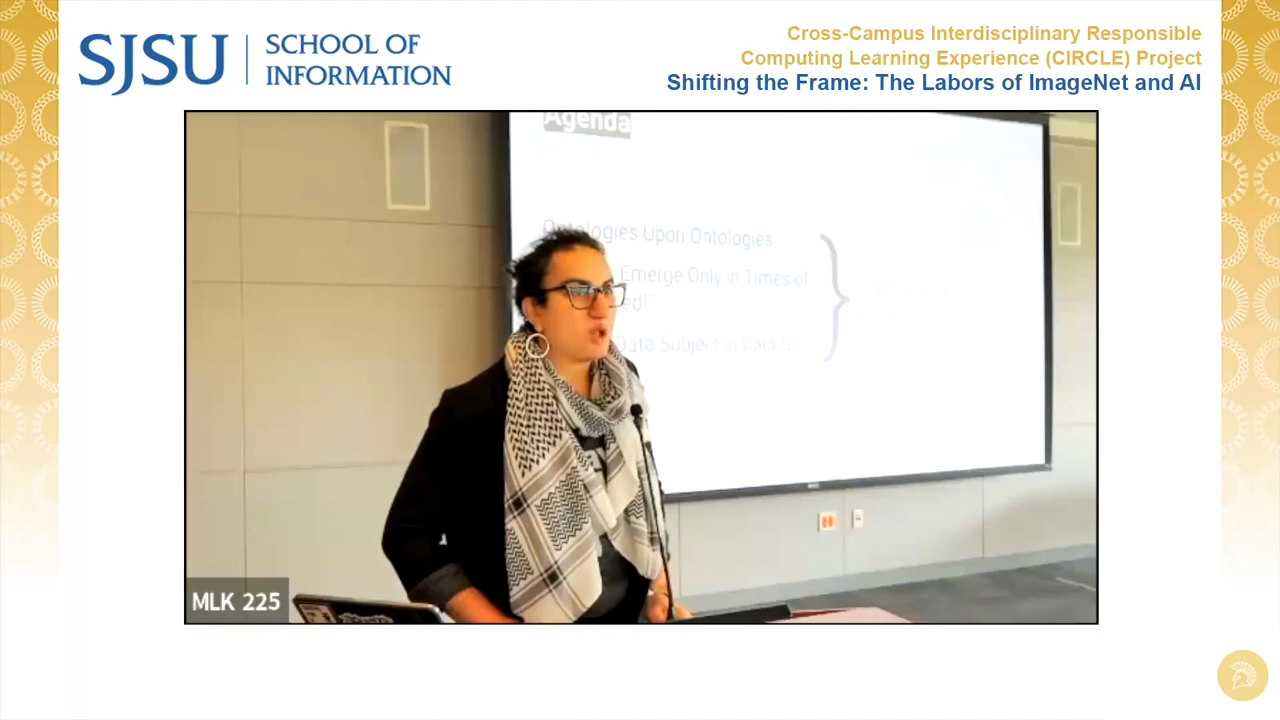 SJSU
SCHOOL OF
INFORMATION
Cross-Campus Interdisciplinary Responsible
Computing Learning Experience (CIRCLE) Project
Shifting the Frame: The Labors of ImageNet and AI
Agenda
Ontologies Upon Ontologies
Emerge Only in Times of
Data Subject
MLK 225